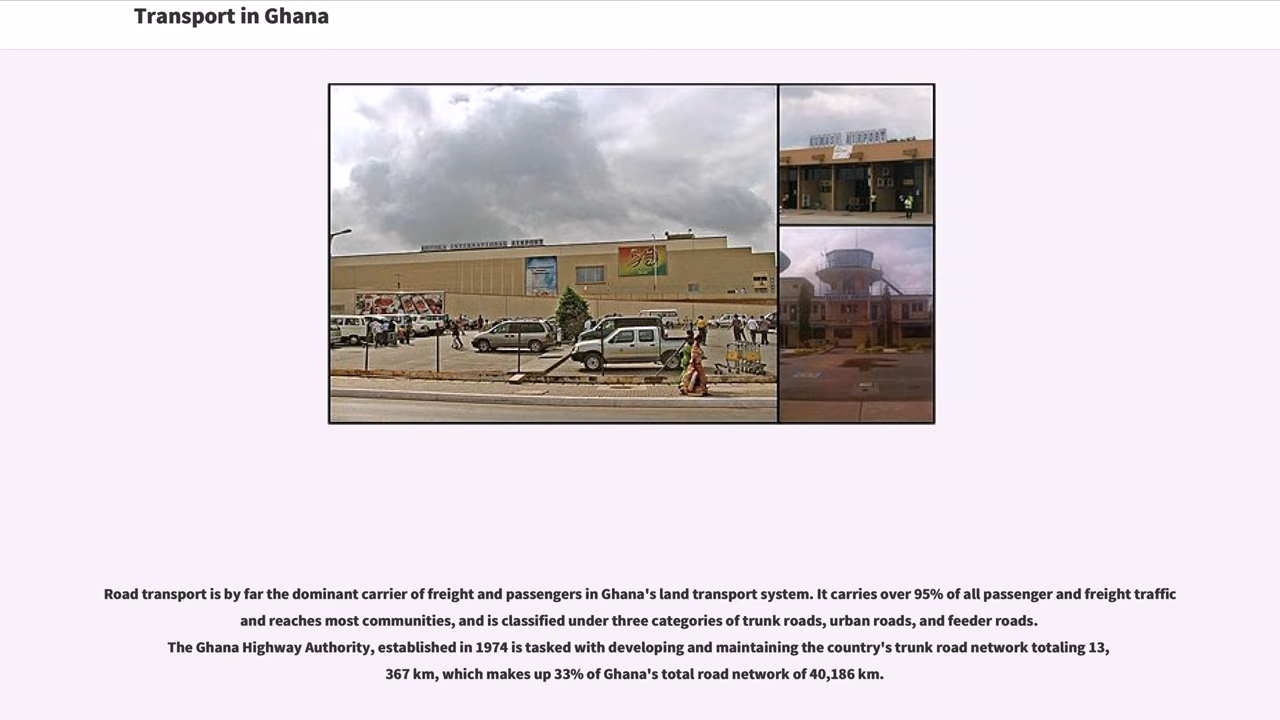 Transport in Ghana
KUMASI AIRPORT
KOTOKA INTERNATIONAL AIRPORT
Road transport is by far the dominant carrier of freight and passengers in Ghana's land transport system. It carries over 95% of all passenger and freight traffic
and reaches most communities, and is classified under three categories of trunk roads, urban roads, and feeder roads.
The Ghana Highway Authority, established in 1974 is tasked with developing and maintaining the country's trunk road network totaling 13,
367 km, which makes up 33% of Ghana's total road network of 40,186 km.